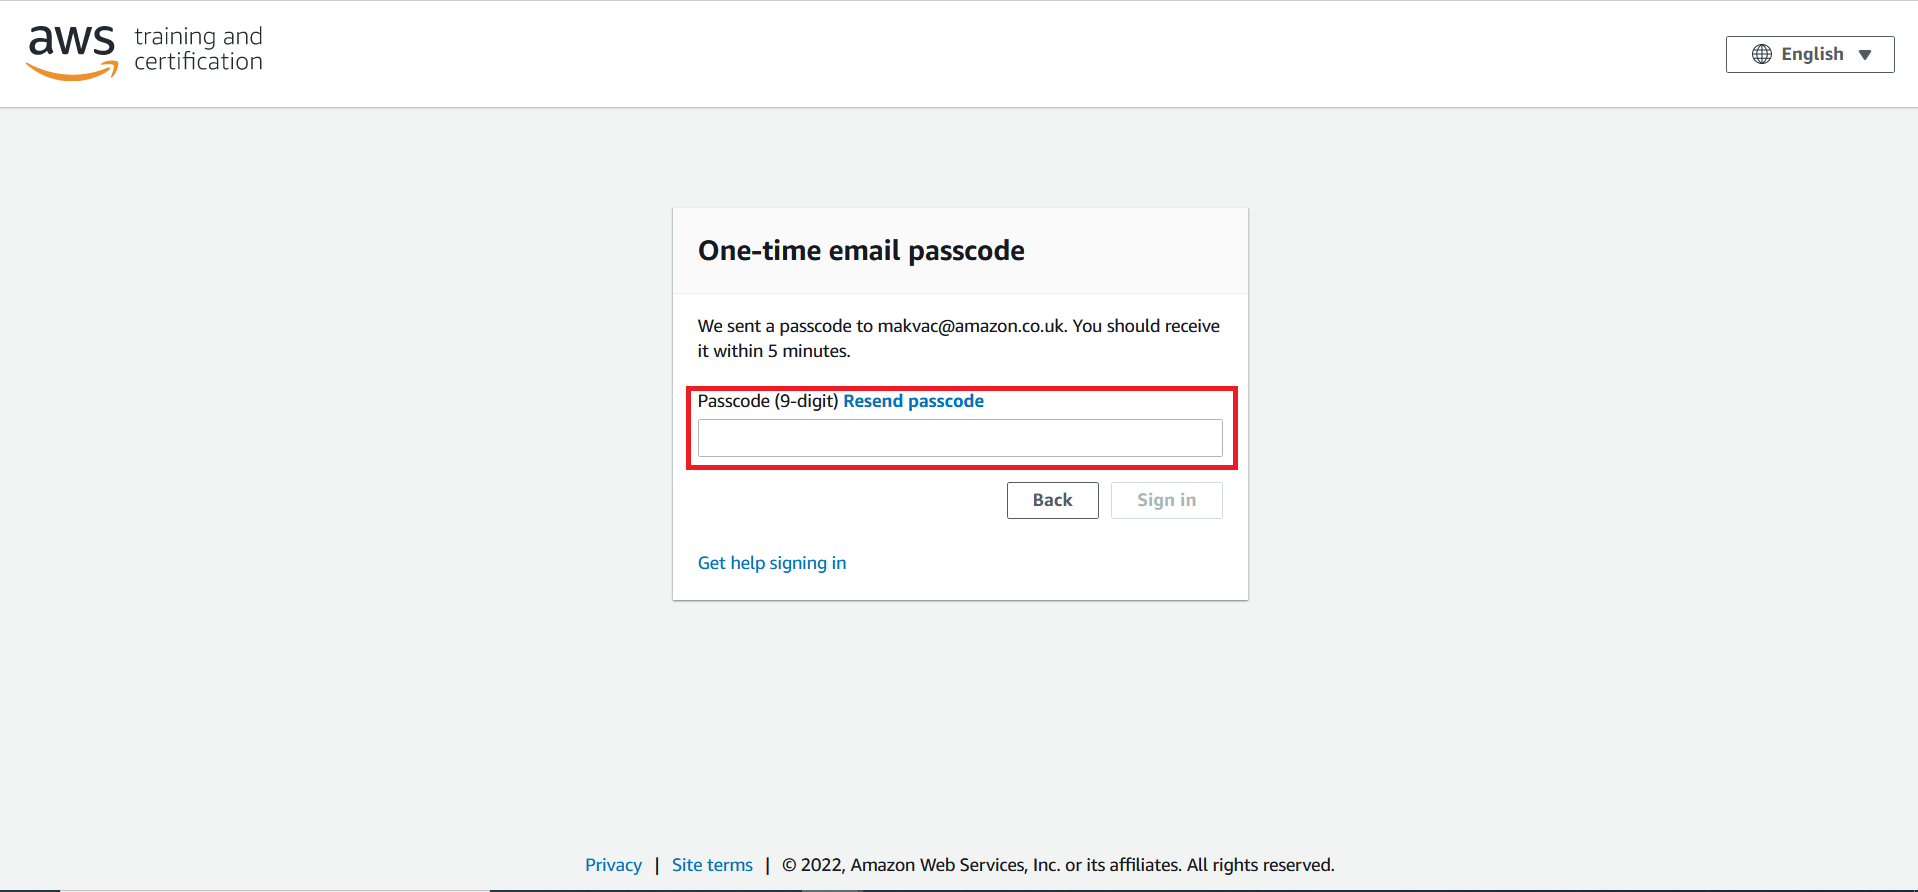 aws training and
certification
English
One-time email passcode
We sent a passcode to makvac@amazon.co.uk. You should receive
it within 5 minutes.
Passcode (9-digit) Resend passcode
Back Sign in
Get help signing in
Privacy | Site terms | © 2022, Amazon Web Services, Inc. or its affiliates. All rights reserved.